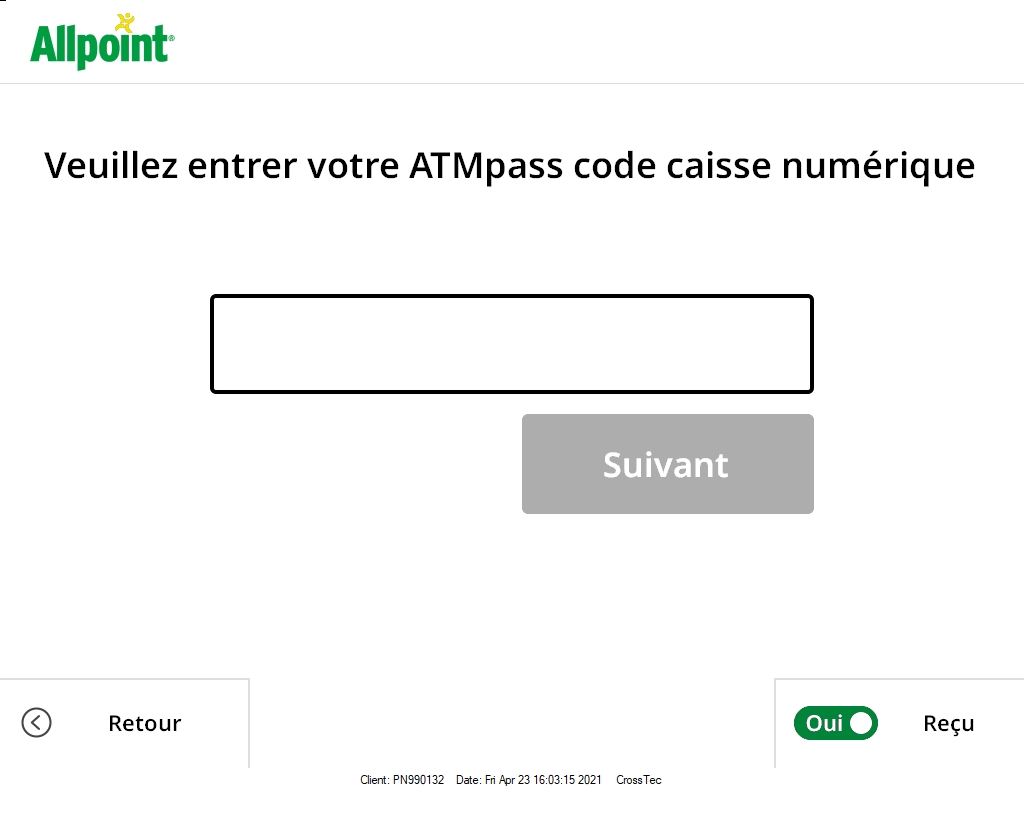 Allpoint®
Veuillez entrer votre ATMpass code caisse numérique
Suivant
Retour
Oui Reçu
Client: PN990132 Date: Fri Apr 23 16:03:15 2021 CrossTec